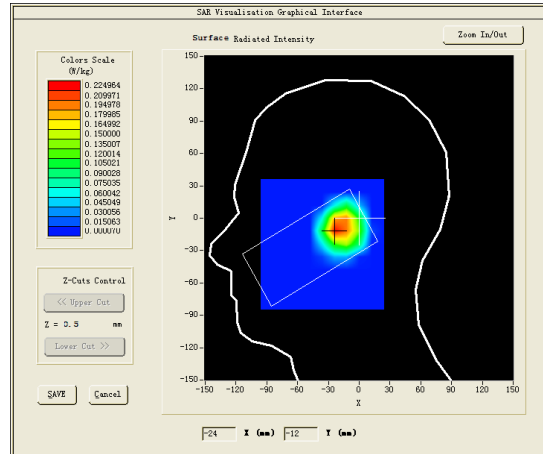 SAR Visualisation Graphical Interface
Surface Radiated Intensity
Zoom In/Out
Colors Scale
(W/kg)
0.224964
0.209971
0.194978
0.179985
0.164992
0.150000
0.135007
0.120014
0.105021
0.090028
0.075035
0.060042
0.045049
0.030056
0.015063
0.000070
Z-Cuts Control
<< Upper Cut
Z = 0.5 mm
Lower Cut >>
SAVE
Cancel
150
120
90
60
30
0
-30
-60
-90
-120
-150
Y
-150 -120 -90 -60 -30 0 30 60 90 120 150
X
-24 X (mm) -12 Y (mm)